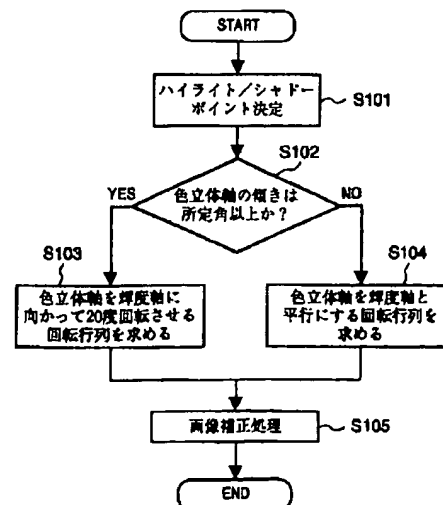 START
ハイライト／シャドー
ポイント決定
S101
S102
色立体軸の傾きは
所定角以上か？
YES
NO
S103
色立体軸を輝度軸に
向かって20度回転させる
回転行列を求める
S104
色立体軸を輝度軸と
平行にする回転行列を
求める
画像補正処理
S105
END